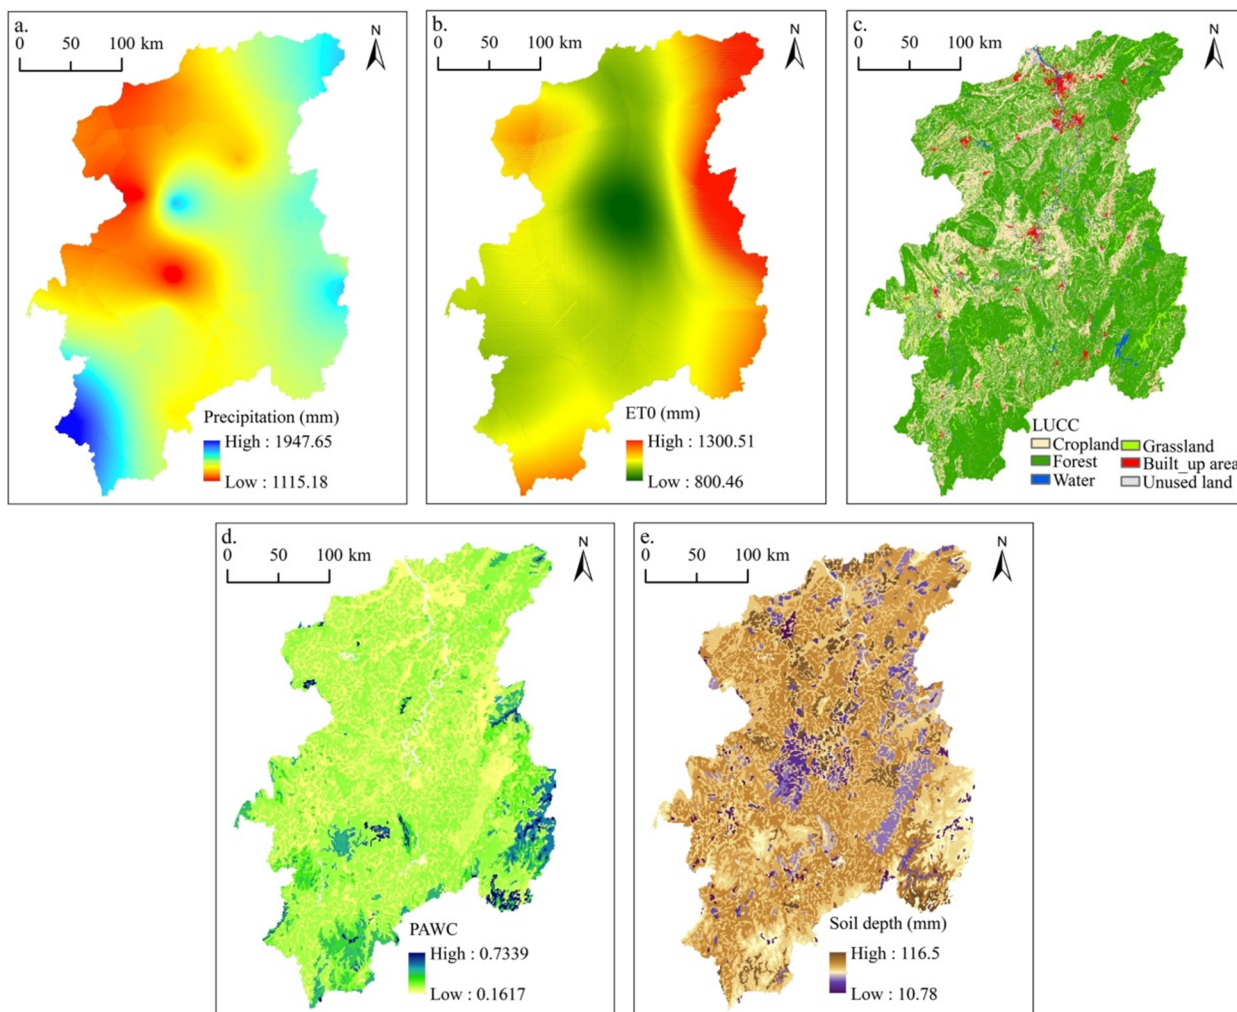 a.
0 50 100 km
N
Precipitation (mm)
High : 1947.65
Low : 1115.18
b.
0 50 100 km
N
ET0 (mm)
High : 1300.51
Low : 800.46
c.
0 50 100 km
N
LUCC
Cropland Grassland
Forest Built_up area
Water Unused land
d.
0 50 100 km
N
PAWC
High : 0.7339
Low : 0.1617
e.
0 50 100 km
N
Soil depth (mm)
High : 116.5
Low : 10.78